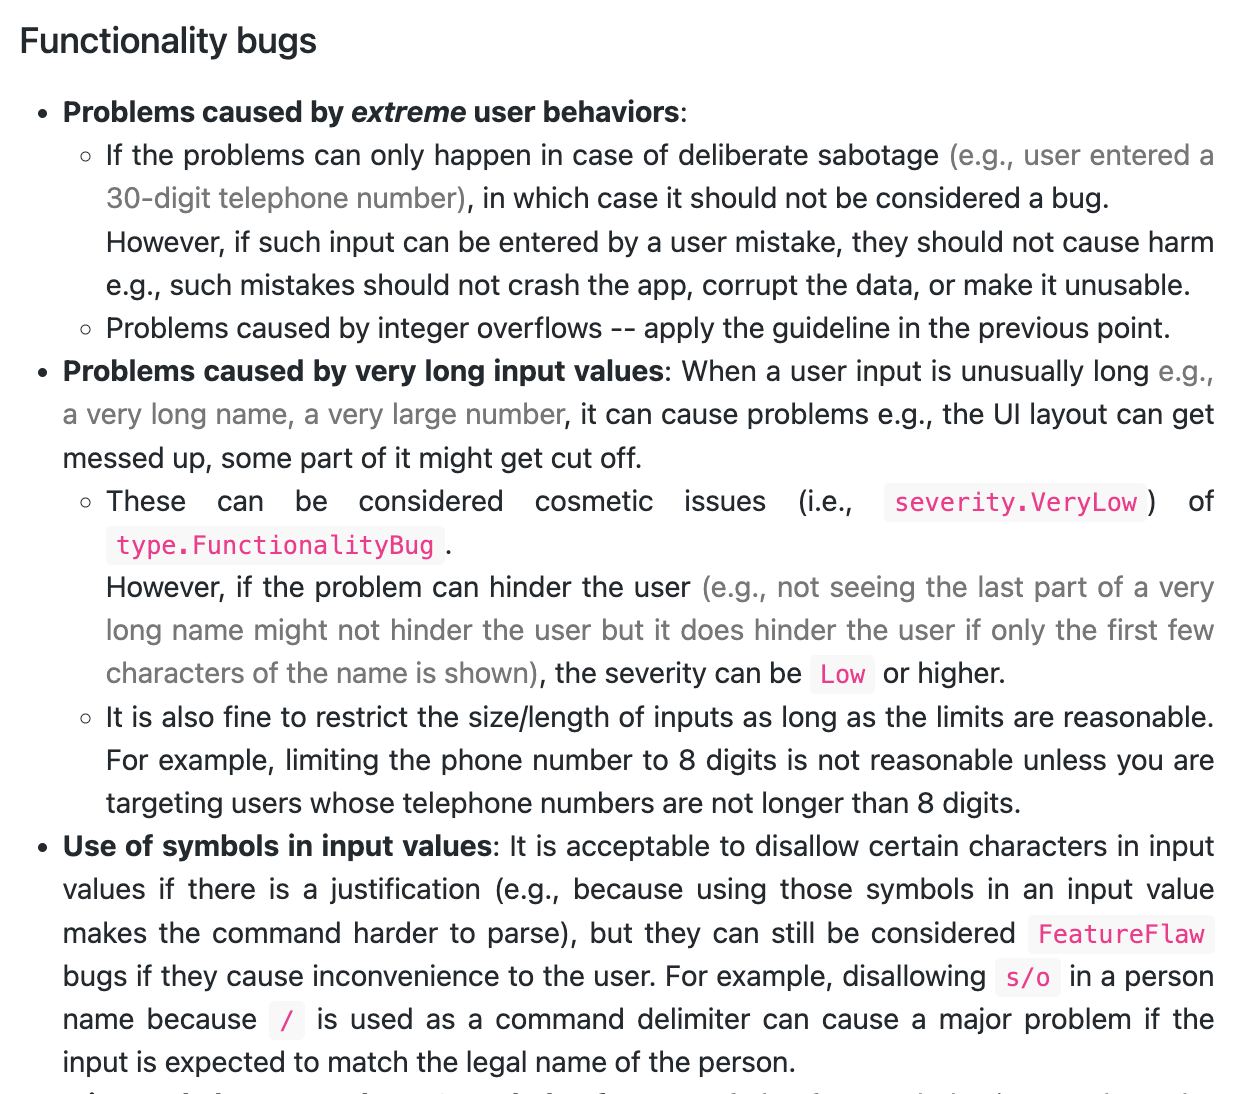 Functionality bugs
• Problems caused by extreme user behaviors:
◦ If the problems can only happen in case of deliberate sabotage (e.g., user entered a
30-digit telephone number), in which case it should not be considered a bug.
However, if such input can be entered by a user mistake, they should not cause harm
e.g., such mistakes should not crash the app, corrupt the data, or make it unusable.
◦ Problems caused by integer overflows -- apply the guideline in the previous point.
• Problems caused by very long input values: When a user input is unusually long e.g.,
a very long name, a very large number, it can cause problems e.g., the UI layout can get
messed up, some part of it might get cut off.
◦ These can be considered cosmetic issues (i.e., severity.VeryLow) of
type.FunctionalityBug.
However, if the problem can hinder the user (e.g., not seeing the last part of a very
long name might not hinder the user but it does hinder the user if only the first few
characters of the name is shown), the severity can be Low or higher.
◦ It is also fine to restrict the size/length of inputs as long as the limits are reasonable.
For example, limiting the phone number to 8 digits is not reasonable unless you are
targeting users whose telephone numbers are not longer than 8 digits.
• Use of symbols in input values: It is acceptable to disallow certain characters in input
values if there is a justification (e.g., because using those symbols in an input value
makes the command harder to parse), but they can still be considered FeatureFlaw
bugs if they cause inconvenience to the user. For example, disallowing s/o in a person
name because / is used as a command delimiter can cause a major problem if the
input is expected to match the legal name of the person.